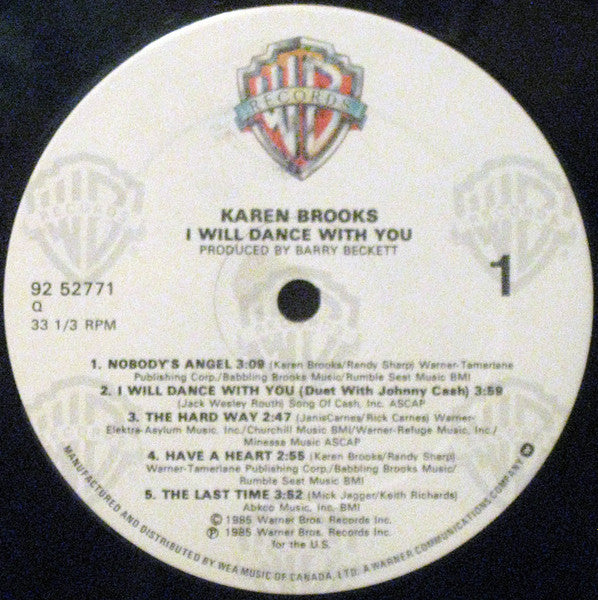 RECORDS
KAREN BROOKS
I WILL DANCE WITH YOU
PRODUCED BY BARRY BECKETT
92 52771
Q
33 1/3 RPM
1
1. NOBODY'S ANGEL 3:09 (Karen Brooks/Randy Sharp) Warner-Tamerlane
Publishing Corp./Babbling Brooks Music/Rumble Seat Music BMI
2. I WILL DANCE WITH YOU (Duet With Johnny Cash) 3:59
(Jack Wesley Routh) Song Of Cash, Inc. ASCAP
3. THE HARD WAY 2:47 (JanisCarnes/Rick Carnes) Warner-
Elektra-Asylum Music, Inc./Churchill Music BMI/Warner-Refuge Music, Inc./
Minessa Music ASCAP
4. HAVE A HEART 2:55 (Karen Brooks/Randy Sharp)
Warner-Tamerlane Publishing Corp./Babbling Brooks Music/
Rumble Seat Music BMI
5. THE LAST TIME 3:52 (Mick Jagger/Keith Richards)
Abkco Music, Inc. BMI
© 1985 Warner Bros. Records Inc.
℗ 1985 Warner Bros. Records Inc.
for the U.S.
MANUFACTURED AND DISTRIBUTED BY WEA MUSIC OF CANADA, LTD. A WARNER COMMUNICATIONS COMPANY